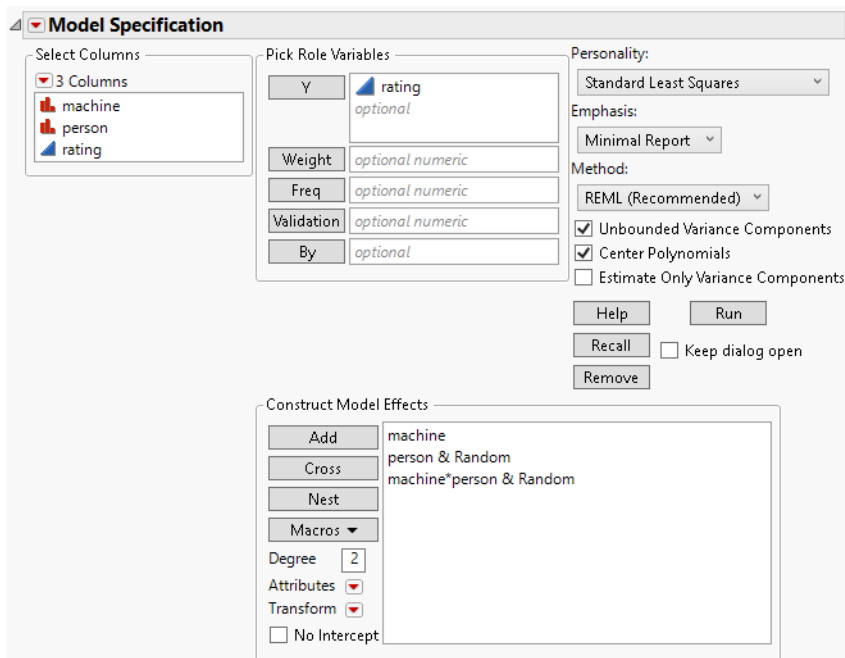 Model Specification
Select Columns
3 Columns
machine
person
rating
Pick Role Variables
Y
rating
optional
Weight
optional numeric
Freq
optional numeric
Validation
optional numeric
By
optional
Personality:
Standard Least Squares
Emphasis:
Minimal Report
Method:
REML (Recommended)
Unbounded Variance Components
Center Polynomials
Estimate Only Variance Components
Help
Run
Recall
Keep dialog open
Remove
Construct Model Effects
Add
Cross
Nest
Macros
Degree 2
Attributes
Transform
No Intercept
machine
person & Random
machine*person & Random